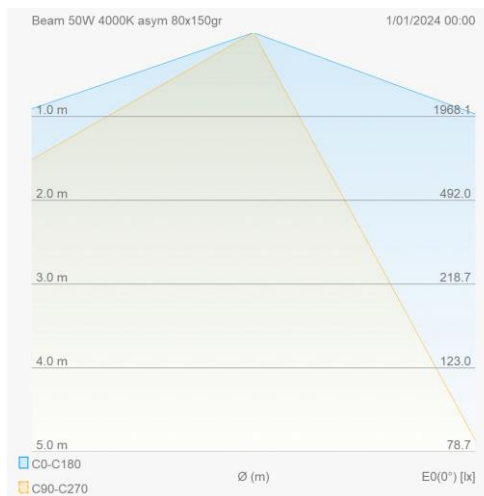 Beam 50W 4000K asym 80x150gr 1/01/2024 00:00
1.0 m 1968.1
2.0 m 492.0
3.0 m 218.7
4.0 m 123.0
5.0 m 78.7
C0-C180
Ø (m) E0(0°) [lx]
C90-C270